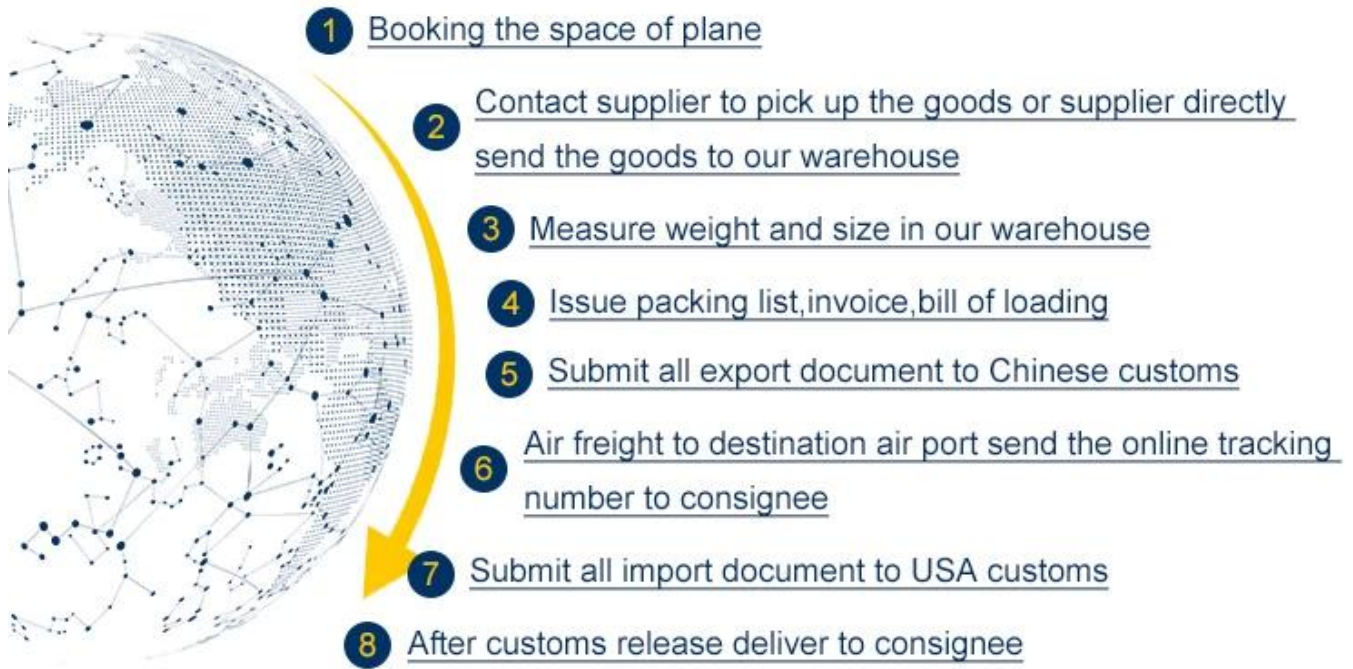 1 Booking the space of plane
2 Contact supplier to pick up the goods or supplier directly
send the goods to our warehouse
3 Measure weight and size in our warehouse
4 Issue packing list,invoice,bill of loading
5 Submit all export document to Chinese customs
6 Air freight to destination air port send the online tracking
number to consignee
7 Submit all import document to USA customs
8 After customs release deliver to consignee